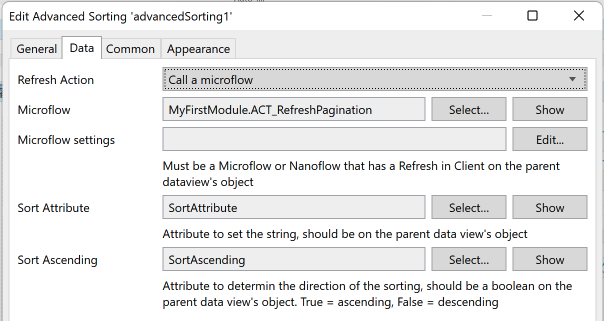 Edit Advanced Sorting 'advancedSorting1'
General Data Common Appearance
Refresh Action Call a microflow
Microflow MyFirstModule.ACT_RefreshPagination Select... Show
Microflow settings Edit...
Must be a Microflow or Nanoflow that has a Refresh in Client on the parent
dataview's object
Sort Attribute SortAttribute Select... Show
Attribute to set the string, should be on the parent data view's object
Sort Ascending SortAscending Select... Show
Attribute to determin the direction of the sorting, should be a boolean on the
parent data view's object. True = ascending, False = descending